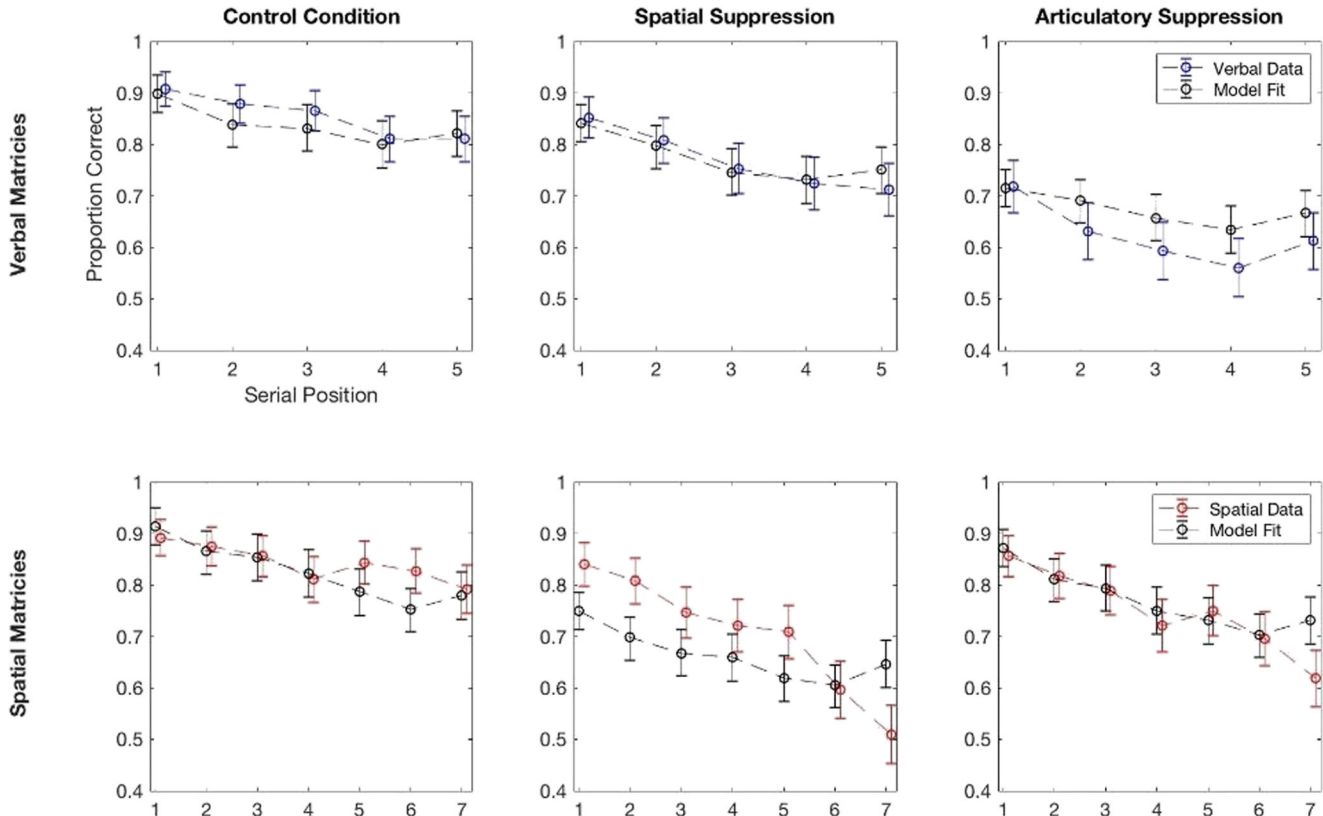 Control Condition
Spatial Suppression
Articulatory Suppression
Verbal Matricies
Proportion Correct
1
0.9
0.8
0.7
0.6
0.5
0.4
1 2 3 4 5
Serial Position
1
0.9
0.8
0.7
0.6
0.5
0.4
1 2 3 4 5
1
0.9
0.8
0.7
0.6
0.5
0.4
1 2 3 4 5
Verbal Data
Model Fit
Spatial Matricies
1
0.9
0.8
0.7
0.6
0.5
0.4
1 2 3 4 5 6 7
1
0.9
0.8
0.7
0.6
0.5
0.4
1 2 3 4 5 6 7
1
0.9
0.8
0.7
0.6
0.5
0.4
1 2 3 4 5 6 7
Spatial Data
Model Fit